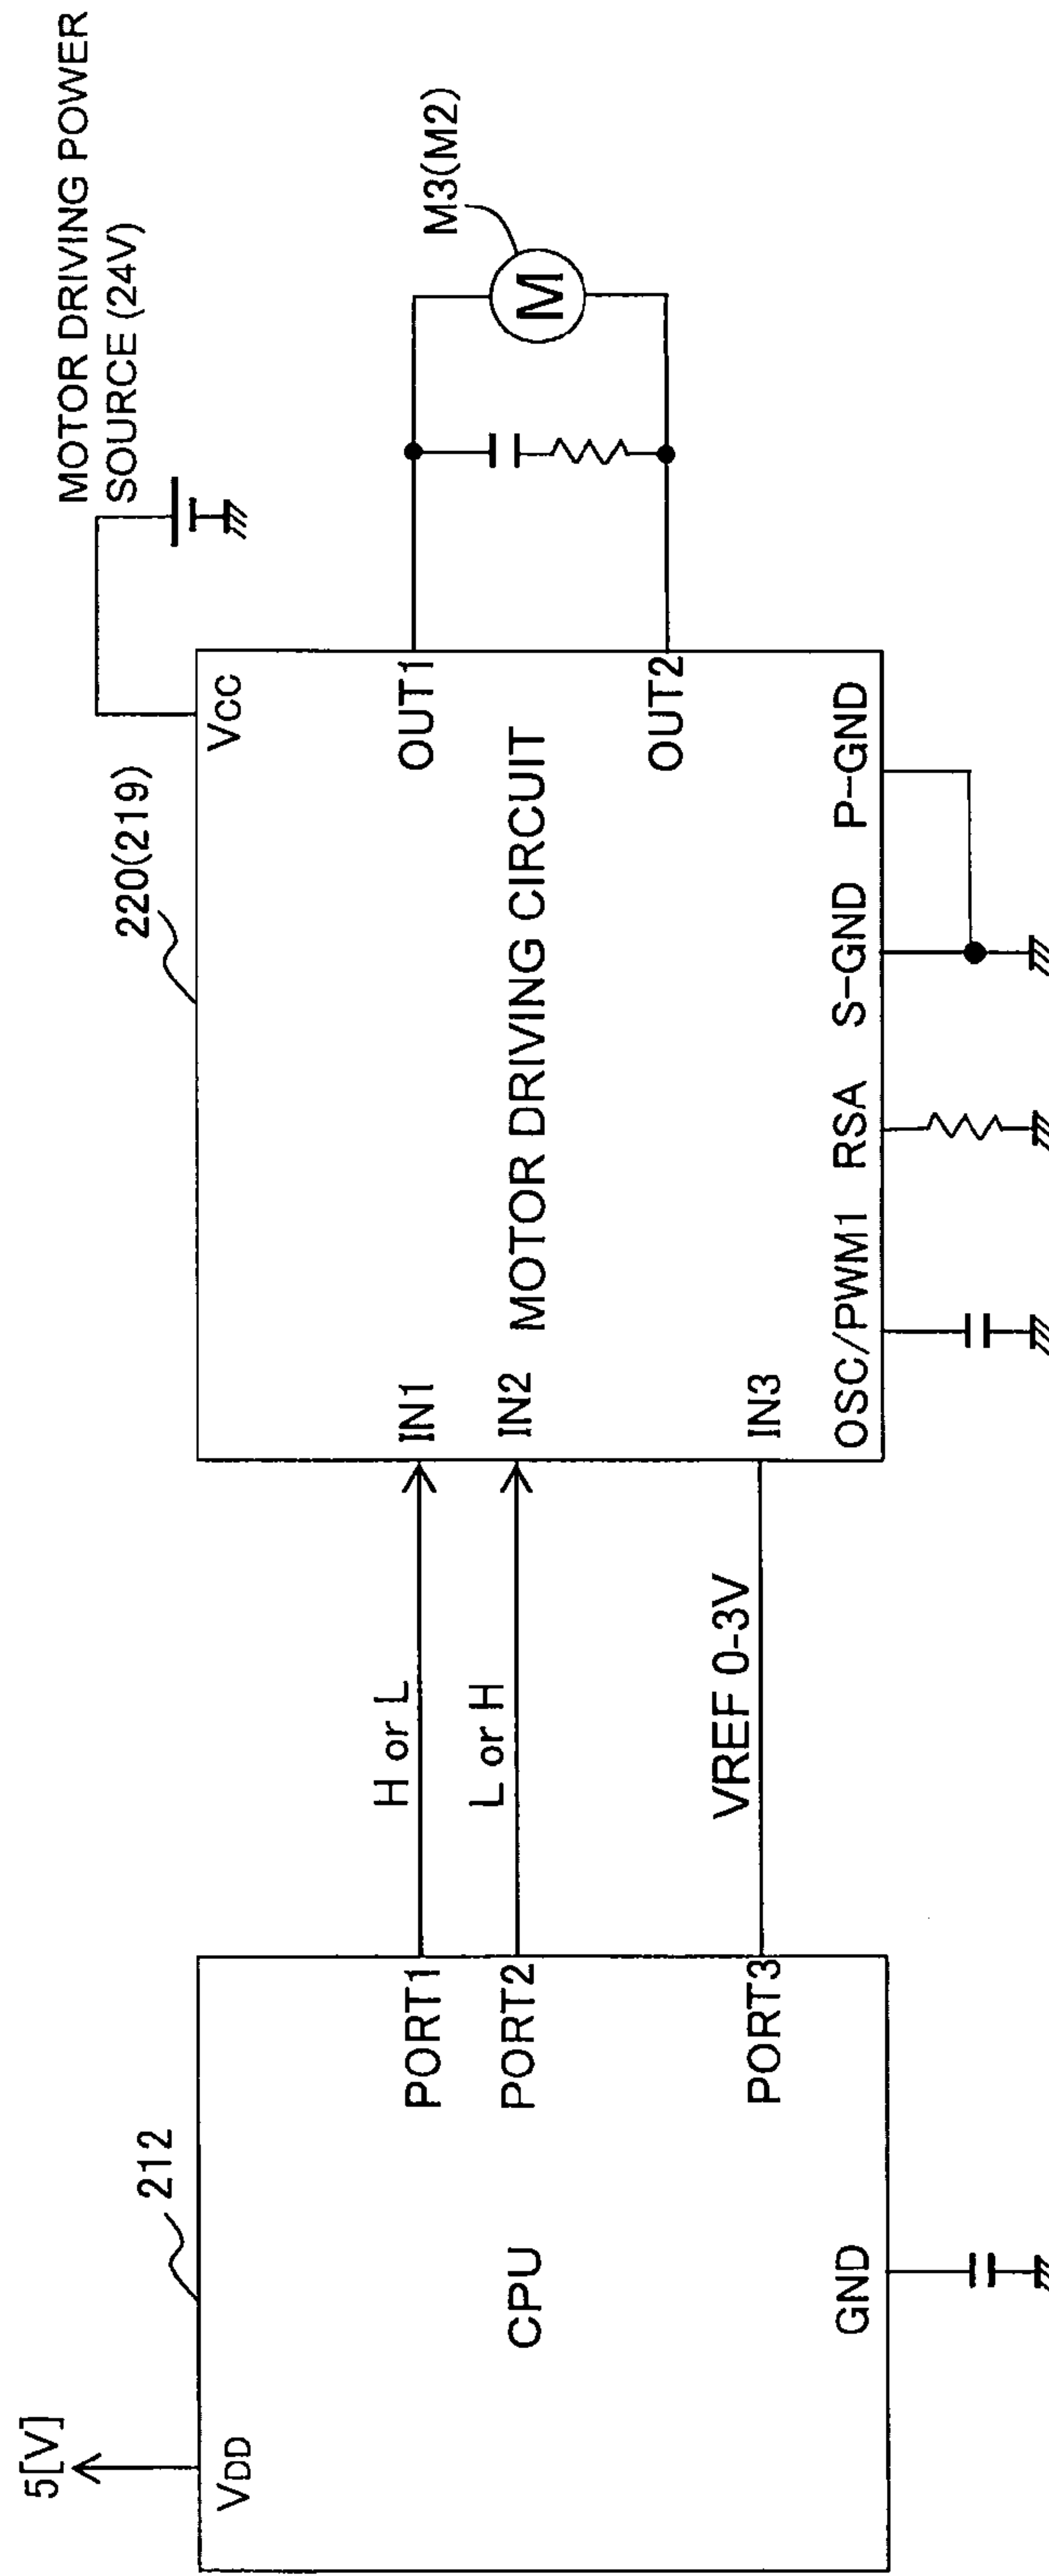 5[V]
VDD
212
CPU
PORT1
PORT2
PORT3
GND
H or L
L or H
VREF 0-3V
220(219)
VCC
IN1
IN2
IN3
MOTOR DRIVING CIRCUIT
OUT1
OUT2
OSC/PWM1
RSA
S-GND
P-GND
MOTOR DRIVING POWER
SOURCE (24V)
M3(M2)
M